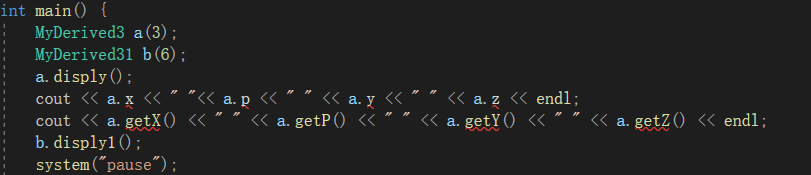 int main() {
MyDerived3 a(3);
MyDerived31 b(6);
a.disply();
cout << a.x << " "<< a.p << " " << a.y << " " << a.z << endl;
cout << a.getX() << " " << a.getP() << " " << a.getY() << " " << a.getZ() << endl;
b.disply1();
system("pause");